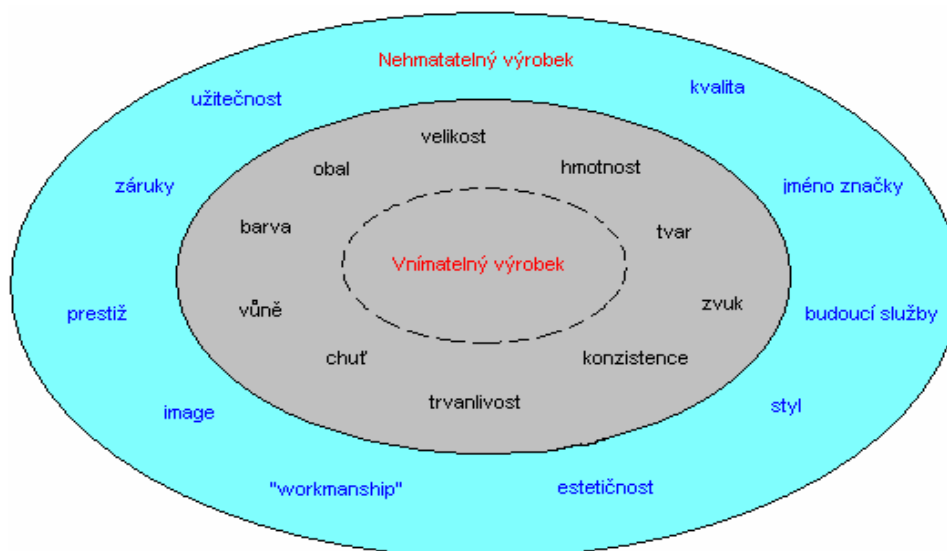 Nehmatatelný výrobek
kvalita
užitečnost
velikost
obal
hmotnost
záruky
jméno značky
barva
tvar
Vnímatelný výrobek
vůně
zvuk
prestiž
budoucí služby
chuť
konzistence
trvanlivost
image
styl
"workmanship"
estetičnost